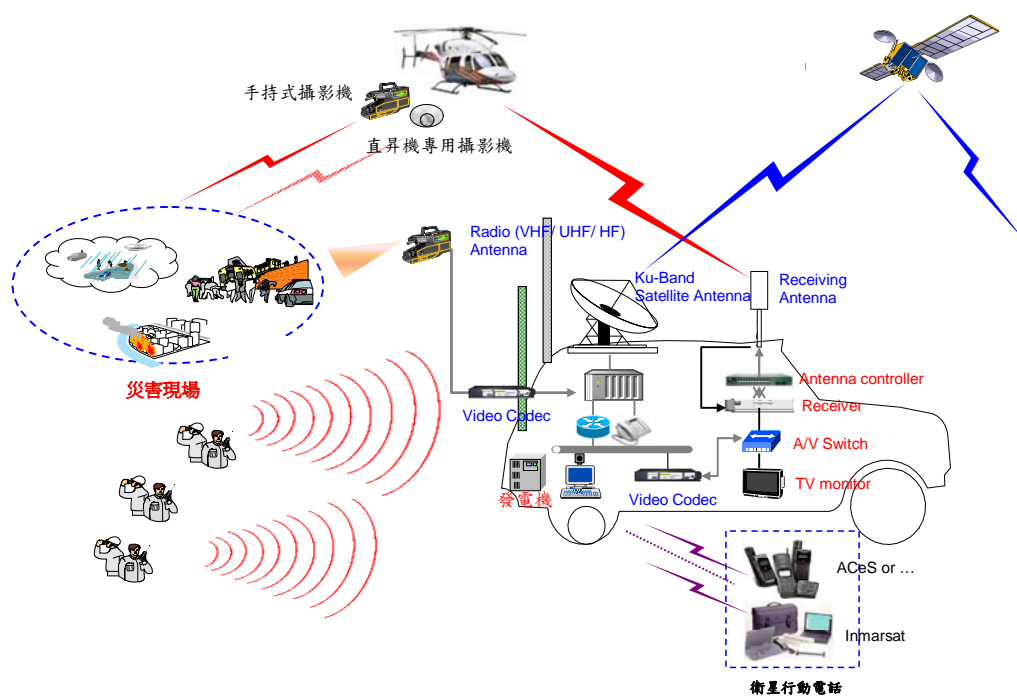 手持式攝影機
直昇機專用攝影機
Radio (VHF/ UHF/ HF)
Antenna
Ku-Band
Satellite Antenna
Receiving
Antenna
災害現場
Video Codec
Antenna controller
Receiver
A/V Switch
TV monitor
發電機
Video Codec
ACeS or …
Inmarsat
衛星行動電話